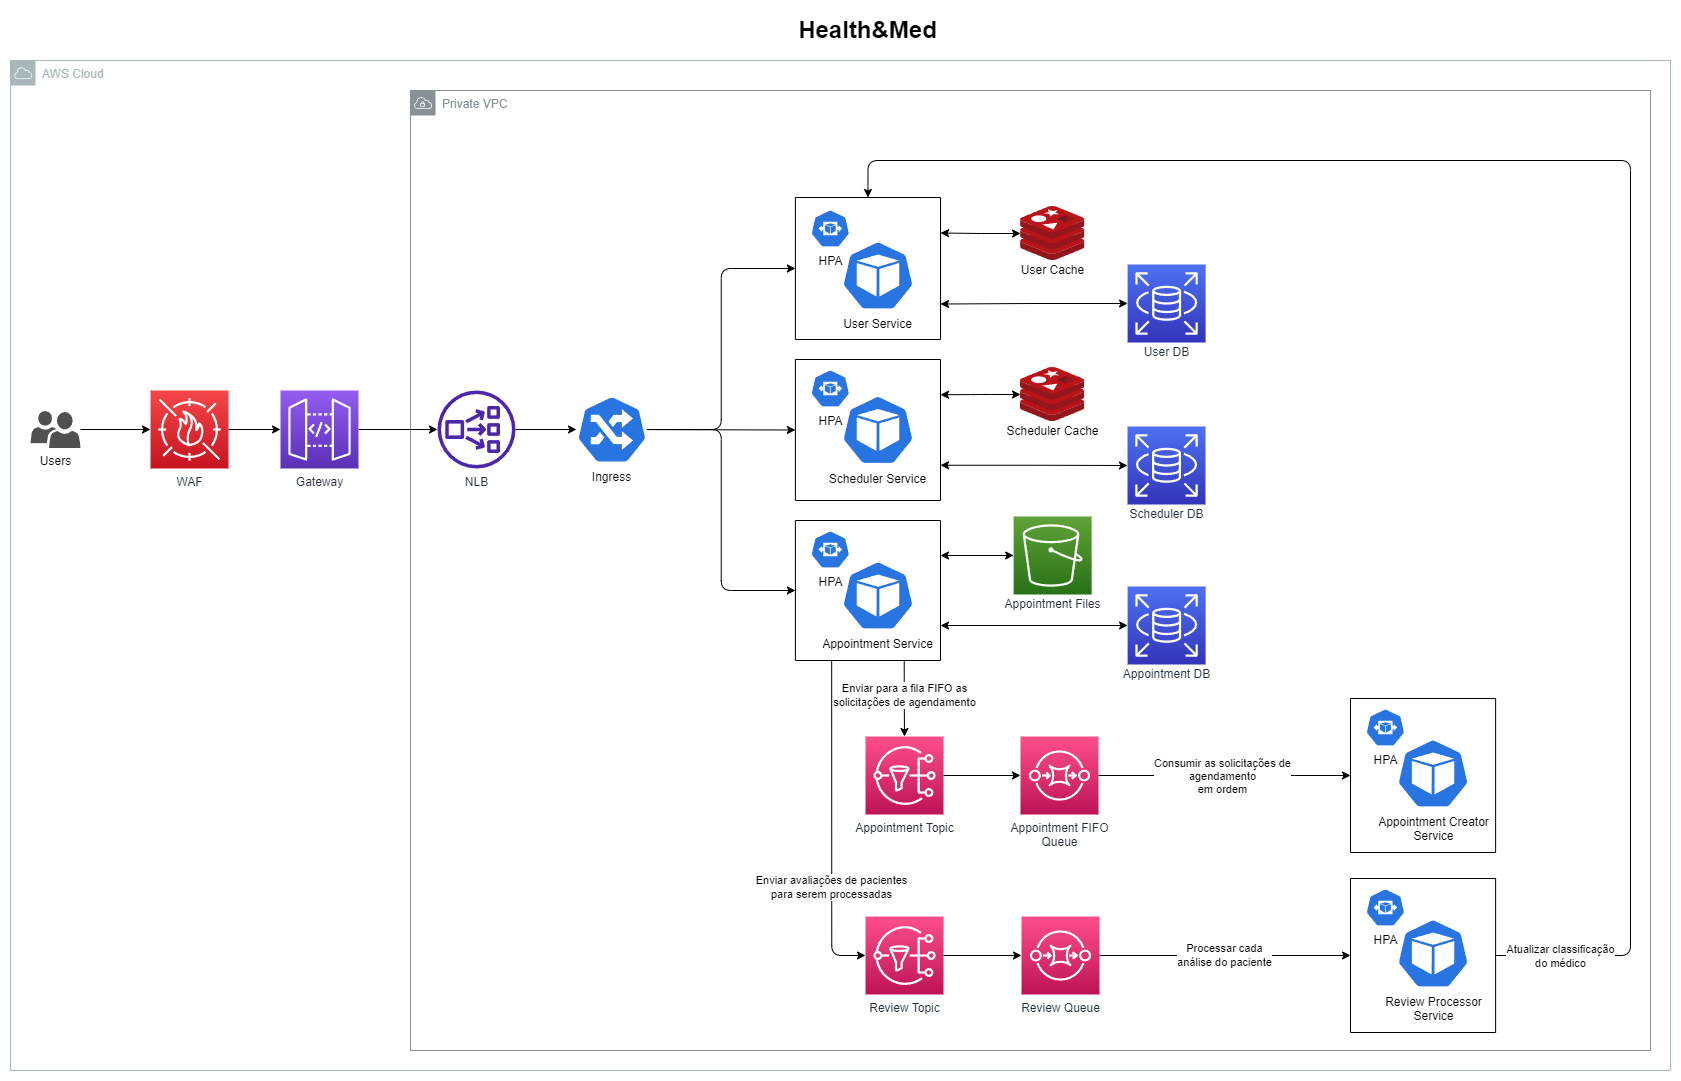 Health&Med
AWS Cloud
Private VPC
Users
WAF
Gateway
NLB
Ingress
HPA
User Service
User Cache
User DB
HPA
Scheduler Service
Scheduler Cache
Scheduler DB
HPA
Appointment Service
Appointment Files
Appointment DB
Enviar para a fila FIFO as
solicitações de agendamento
Appointment Topic
Appointment FIFO
Queue
Consumir as solicitações de
agendamento
em ordem
HPA
Appointment Creator
Service
Enviar avaliações de pacientes
para serem processadas
Review Topic
Review Queue
Processar cada
análise do paciente
HPA
Review Processor
Service
Atualizar classificação
do médico